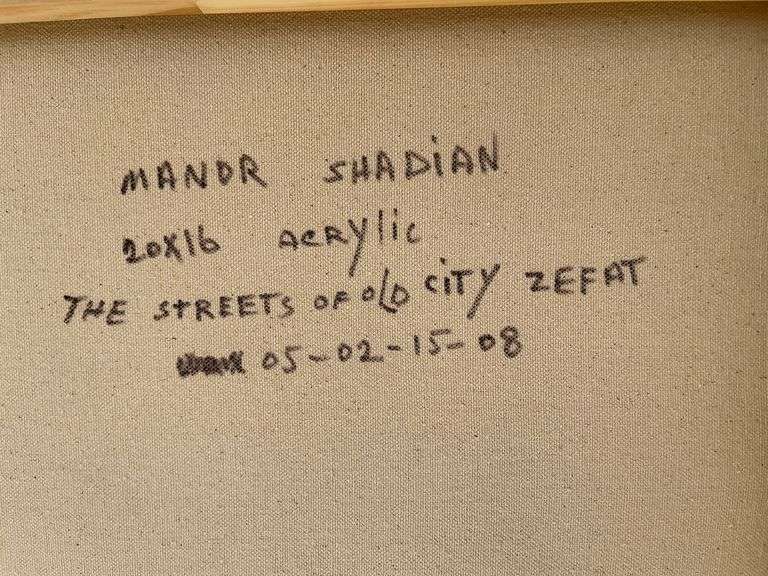 MANOR SHADiAN
20X16 ACRYlic
THE STREETS OF OLD CiTY ZEFAT
05-02-15-08